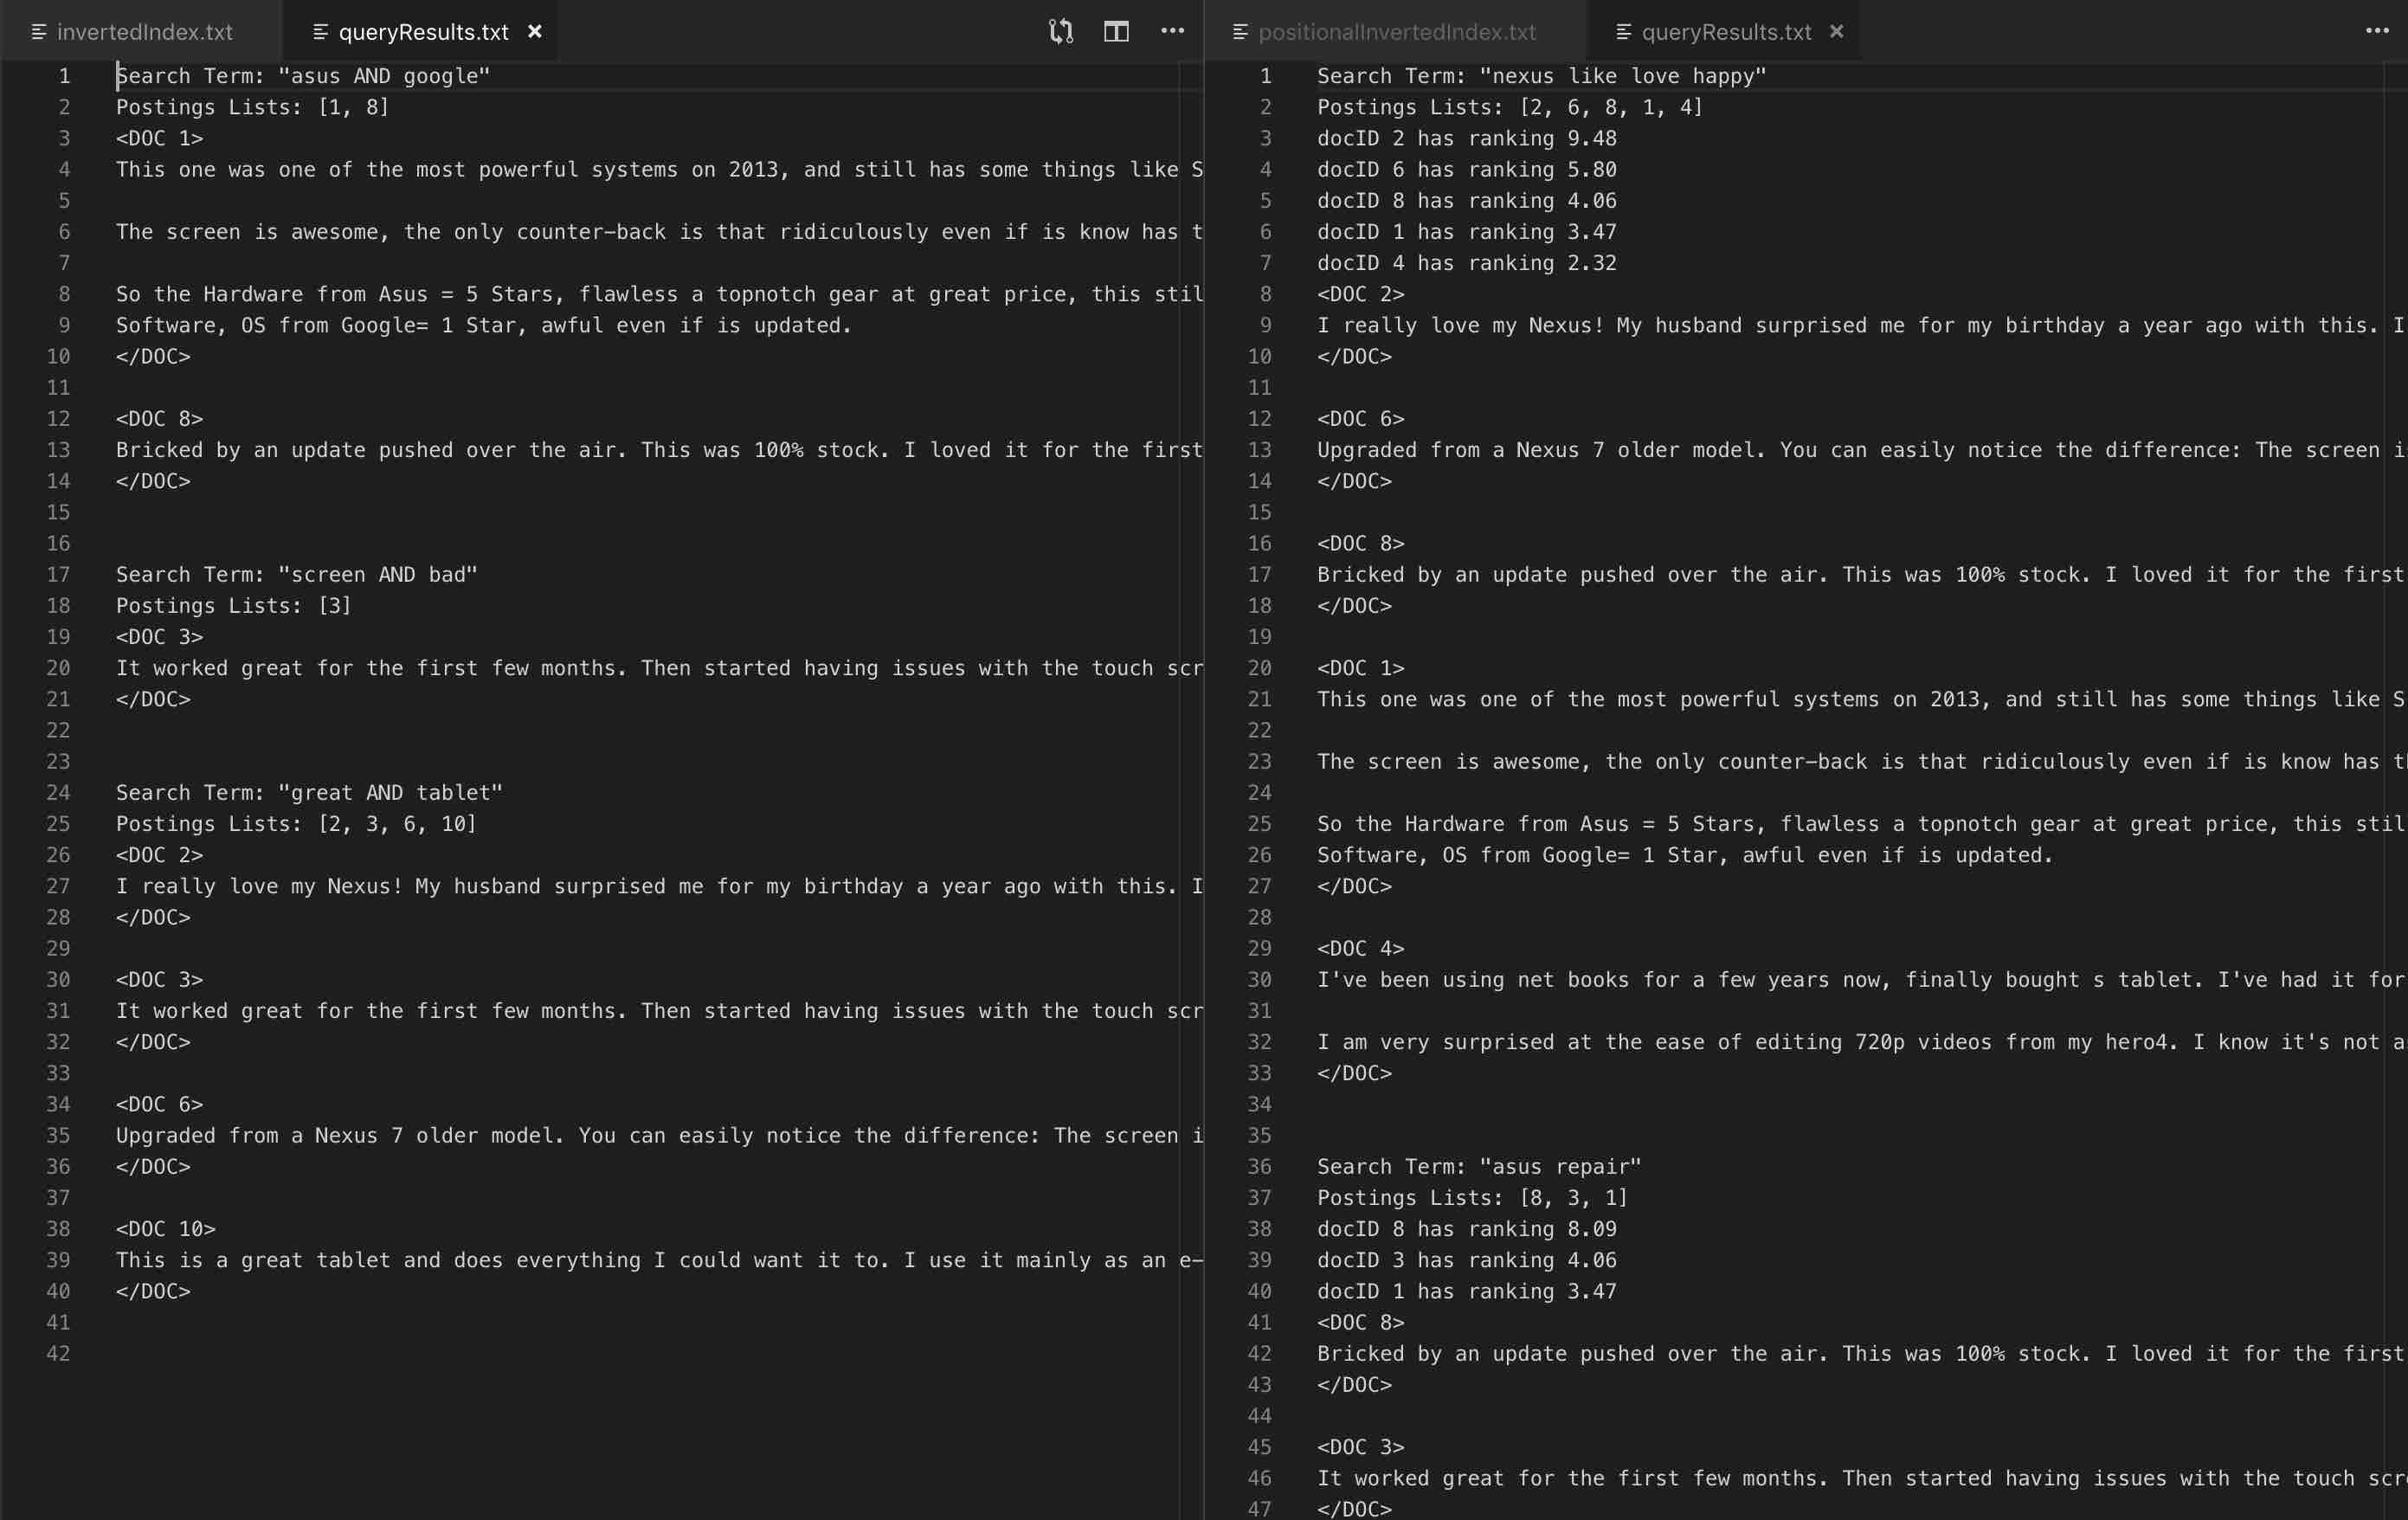 invertedIndex.txt
queryResults.txt
1 Search Term: "asus AND google"
2 Postings Lists: [1, 8]
3 <DOC 1>
4 This one was one of the most powerful systems on 2013, and still has some things like S
5
6 The screen is awesome, the only counter-back is that ridiculously even if is know has t
7
8 So the Hardware from Asus = 5 Stars, flawless a topnotch gear at great price, this stil
9 Software, OS from Google= 1 Star, awful even if is updated.
10 </DOC>
11
12 <DOC 8>
13 Bricked by an update pushed over the air. This was 100% stock. I loved it for the first
14 </DOC>
15
16
17 Search Term: "screen AND bad"
18 Postings Lists: [3]
19 <DOC 3>
20 It worked great for the first few months. Then started having issues with the touch scr
21 </DOC>
22
23
24 Search Term: "great AND tablet"
25 Postings Lists: [2, 3, 6, 10]
26 <DOC 2>
27 I really love my Nexus! My husband surprised me for my birthday a year ago with this. I
28 </DOC>
29
30 <DOC 3>
31 It worked great for the first few months. Then started having issues with the touch scr
32 </DOC>
33
34 <DOC 6>
35 Upgraded from a Nexus 7 older model. You can easily notice the difference: The screen i
36 </DOC>
37
38 <DOC 10>
39 This is a great tablet and does everything I could want it to. I use it mainly as an e-
40 </DOC>
41
42
positionalInvertedIndex.txt
queryResults.txt
1 Search Term: "nexus like love happy"
2 Postings Lists: [2, 6, 8, 1, 4]
3 docID 2 has ranking 9.48
4 docID 6 has ranking 5.80
5 docID 8 has ranking 4.06
6 docID 1 has ranking 3.47
7 docID 4 has ranking 2.32
8 <DOC 2>
9 I really love my Nexus! My husband surprised me for my birthday a year ago with this. I
10 </DOC>
11
12 <DOC 6>
13 Upgraded from a Nexus 7 older model. You can easily notice the difference: The screen i
14 </DOC>
15
16 <DOC 8>
17 Bricked by an update pushed over the air. This was 100% stock. I loved it for the first
18 </DOC>
19
20 <DOC 1>
21 This one was one of the most powerful systems on 2013, and still has some things like S
22
23 The screen is awesome, the only counter-back is that ridiculously even if is know has t
24
25 So the Hardware from Asus = 5 Stars, flawless a topnotch gear at great price, this stil
26 Software, OS from Google= 1 Star, awful even if is updated.
27 </DOC>
28
29 <DOC 4>
30 I've been using net books for a few years now, finally bought s tablet. I've had it for
31
32 I am very surprised at the ease of editing 720p videos from my hero4. I know it's not a
33 </DOC>
34
35
36 Search Term: "asus repair"
37 Postings Lists: [8, 3, 1]
38 docID 8 has ranking 8.09
39 docID 3 has ranking 4.06
40 docID 1 has ranking 3.47
41 <DOC 8>
42 Bricked by an update pushed over the air. This was 100% stock. I loved it for the first
43 </DOC>
44
45 <DOC 3>
46 It worked great for the first few months. Then started having issues with the touch scr
47 </DOC>